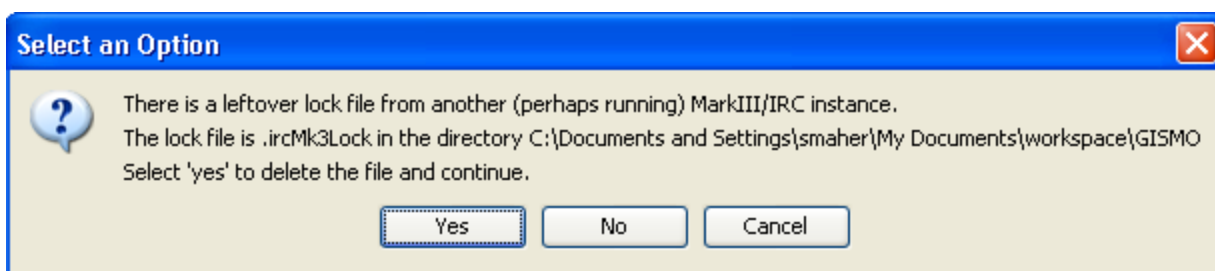 Select an Option
There is a leftover lock file from another (perhaps running) MarkIII/IRC instance.
The lock file is .ircMk3Lock in the directory C:\Documents and Settings\smaher\My Documents\workspace\GISMO
Select 'yes' to delete the file and continue.
Yes No Cancel